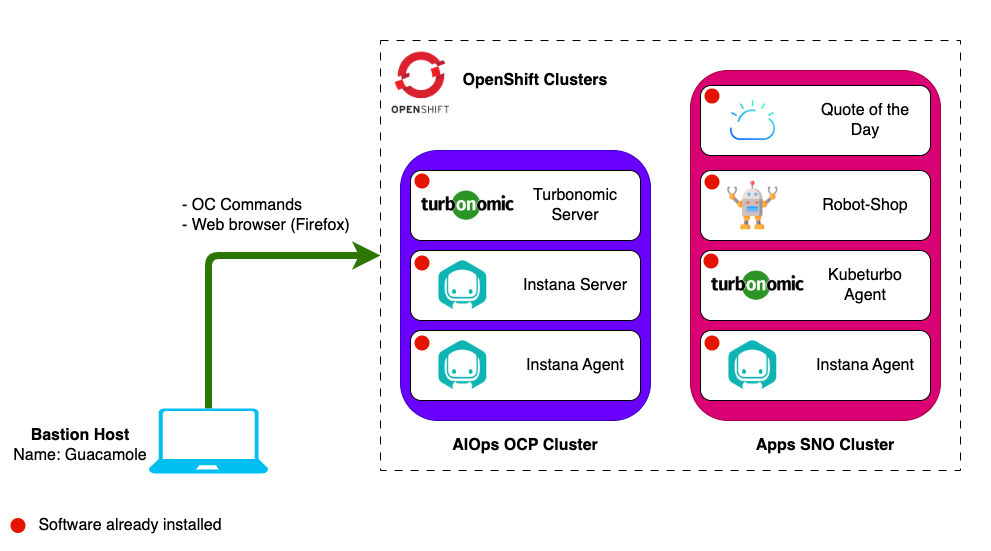 OpenShift Clusters
OPENSHIFT
Quote of the
Day
Robot-Shop
turbonomic
Kubeturbo
Agent
Instana Agent
Apps SNO Cluster
turbonomic
Turbonomic
Server
Instana Server
Instana Agent
AIOps OCP Cluster
- OC Commands
- Web browser (Firefox)
Bastion Host
Name: Guacamole
Software already installed